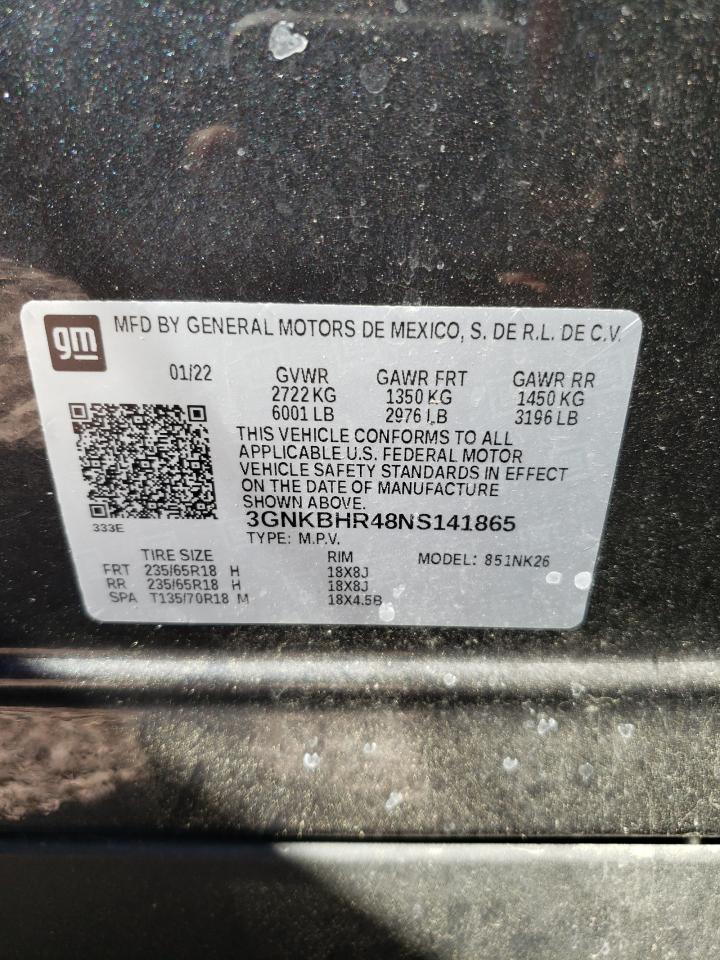 gm MFD BY GENERAL MOTORS DE MEXICO, S. DE R.L. DE C.V.
01/22 GVWR GAWR FRT GAWR RR
2722 KG 1350 KG 1450 KG
6001 LB 2976 LB 3196 LB
THIS VEHICLE CONFORMS TO ALL
APPLICABLE U.S. FEDERAL MOTOR
VEHICLE SAFETY STANDARDS IN EFFECT
ON THE DATE OF MANUFACTURE
SHOWN ABOVE.
333E 3GNKBHR48NS141865
TYPE: M.P.V.
TIRE SIZE RIM MODEL: 851NK26
FRT 235/65R18 H 18X8J
RR 235/65R18 H 18X8J
SPA T135/70R18 M 18X4.5B